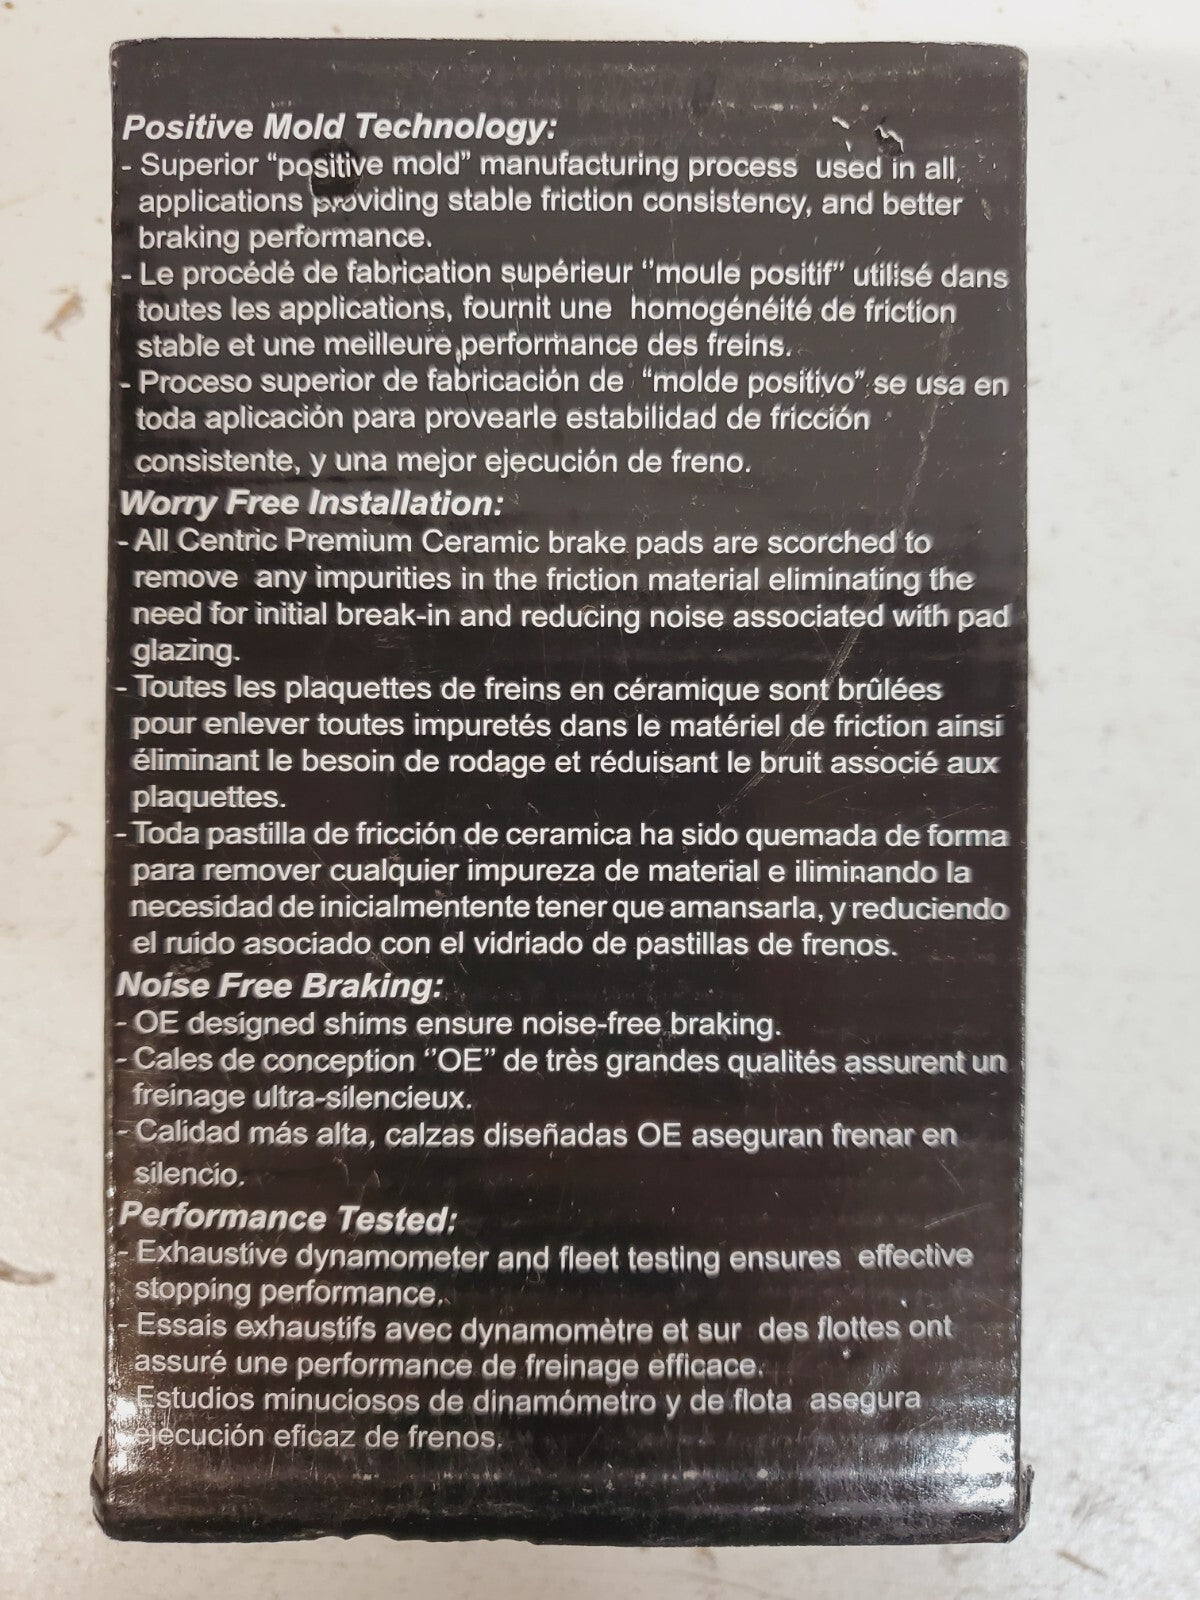 Positive Mold Technology:
- Superior “positive mold” manufacturing process used in all
applications providing stable friction consistency, and better
braking performance.
- Le procédé de fabrication supérieur ‘‘moule positif’’ utilisé dans
toutes les applications, fournit une homogénéité de friction
stable et une meilleure performance des freins.
- Proceso superior de fabricación de “molde positivo” se usa en
toda aplicación para provearle estabilidad de fricción
consistente, y una mejor ejecución de freno.
Worry Free Installation:
- All Centric Premium Ceramic brake pads are scorched to
remove any impurities in the friction material eliminating the
need for initial break-in and reducing noise associated with pad
glazing.
- Toutes les plaquettes de freins en céramique sont brûlées
pour enlever toutes impuretés dans le matériel de friction ainsi
éliminant le besoin de rodage et réduisant le bruit associé aux
plaquettes.
- Toda pastilla de fricción de ceramica ha sido quemada de forma
para remover cualquier impureza de material e iliminando la
necesidad de inicialmentente tener que amansarla, y reduciendo
el ruido asociado con el vidriado de pastillas de frenos.
Noise Free Braking:
- OE designed shims ensure noise-free braking.
- Cales de conception ‘‘OE’’ de très grandes qualités assurent un
freinage ultra-silencieux.
- Calidad más alta, calzas diseñadas OE aseguran frenar en
silencio.
Performance Tested:
- Exhaustive dynamometer and fleet testing ensures effective
stopping performance.
- Essais exhaustifs avec dynamomètre et sur des flottes ont
assuré une performance de freinage efficace.
Estudios minuciosos de dinamómetro y de flota asegura
ejecución eficaz de frenos.